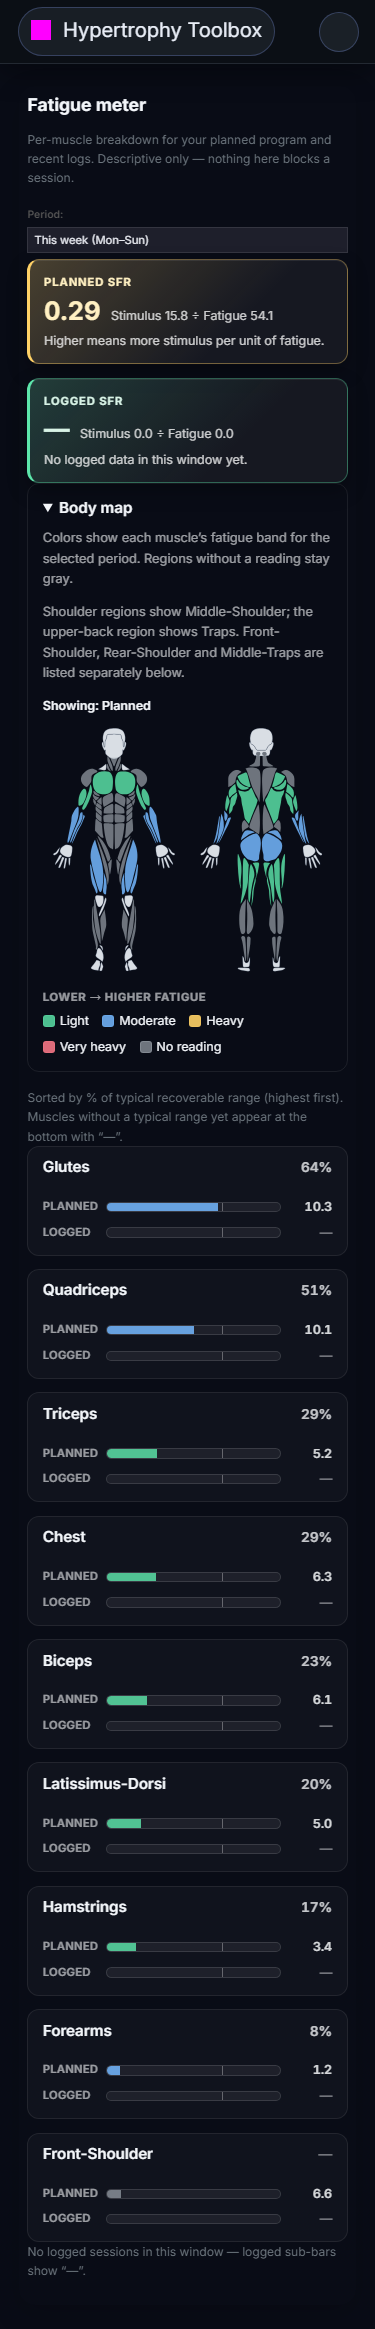 Hypertrophy Toolbox
Fatigue meter
Per-muscle breakdown for your planned program and
recent logs. Descriptive only — nothing here blocks a
session.
Period:
This week (Mon–Sun)
PLANNED SFR
0.29 Stimulus 15.8 ÷ Fatigue 54.1
Higher means more stimulus per unit of fatigue.
LOGGED SFR
— Stimulus 0.0 ÷ Fatigue 0.0
No logged data in this window yet.
▼ Body map
Colors show each muscle's fatigue band for the
selected period. Regions without a reading stay
gray.
Shoulder regions show Middle-Shoulder; the
upper-back region shows Traps. Front-
Shoulder, Rear-Shoulder and Middle-Traps are
listed separately below.
Showing: Planned
LOWER → HIGHER FATIGUE
Light Moderate Heavy
Very heavy No reading
Sorted by % of typical recoverable range (highest first).
Muscles without a typical range yet appear at the
bottom with “—”.
Glutes 64%
PLANNED 10.3
LOGGED —
Quadriceps 51%
PLANNED 10.1
LOGGED —
Triceps 29%
PLANNED 5.2
LOGGED —
Chest 29%
PLANNED 6.3
LOGGED —
Biceps 23%
PLANNED 6.1
LOGGED —
Latissimus-Dorsi 20%
PLANNED 5.0
LOGGED —
Hamstrings 17%
PLANNED 3.4
LOGGED —
Forearms 8%
PLANNED 1.2
LOGGED —
Front-Shoulder —
PLANNED 6.6
LOGGED —
No logged sessions in this window — logged sub-bars
show “—”.